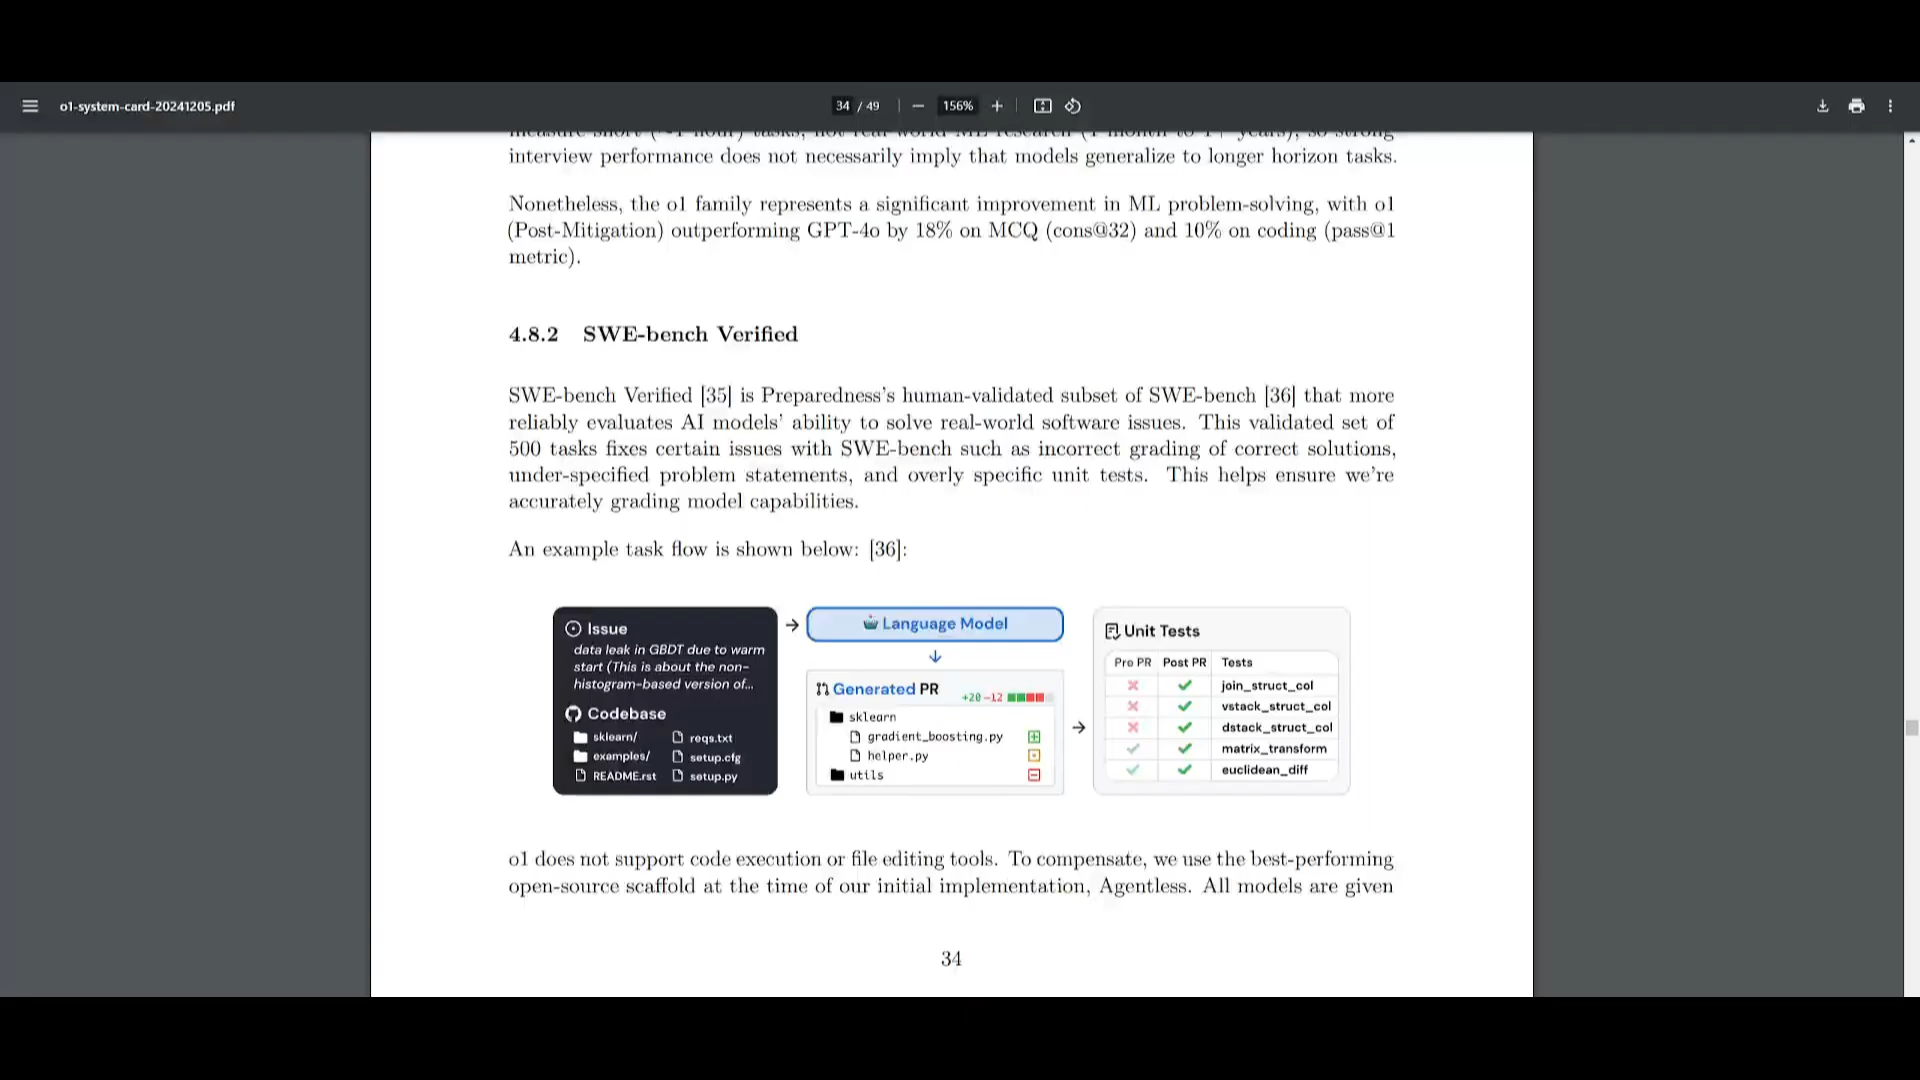 o1-system-card-20241205.pdf
34 / 49
156%
measure short (~1 hour) tasks, not real world ML research (1 month to 1+ years), so strong
interview performance does not necessarily imply that models generalize to longer horizon tasks.
Nonetheless, the o1 family represents a significant improvement in ML problem-solving, with o1
(Post-Mitigation) outperforming GPT-4o by 18% on MCQ (cons@32) and 10% on coding (pass@1
metric).
4.8.2 SWE-bench Verified
SWE-bench Verified [35] is Preparedness's human-validated subset of SWE-bench [36] that more
reliably evaluates AI models' ability to solve real-world software issues. This validated set of
500 tasks fixes certain issues with SWE-bench such as incorrect grading of correct solutions,
under-specified problem statements, and overly specific unit tests. This helps ensure we're
accurately grading model capabilities.
An example task flow is shown below: [36]:
Issue
data leak in GBDT due to warm
start (This is about the non-
histogram-based version of...
Codebase
sklearn/ reqs.txt
examples/ setup.cfg
README.rst setup.py
Language Model
Generated PR +20 -12
sklearn
gradient_boosting.py
helper.py
utils
Unit Tests
Pre PR Post PR Tests
join_struct_col
vstack_struct_col
dstack_struct_col
matrix_transform
euclidean_diff
o1 does not support code execution or file editing tools. To compensate, we use the best-performing
open-source scaffold at the time of our initial implementation, Agentless. All models are given
34